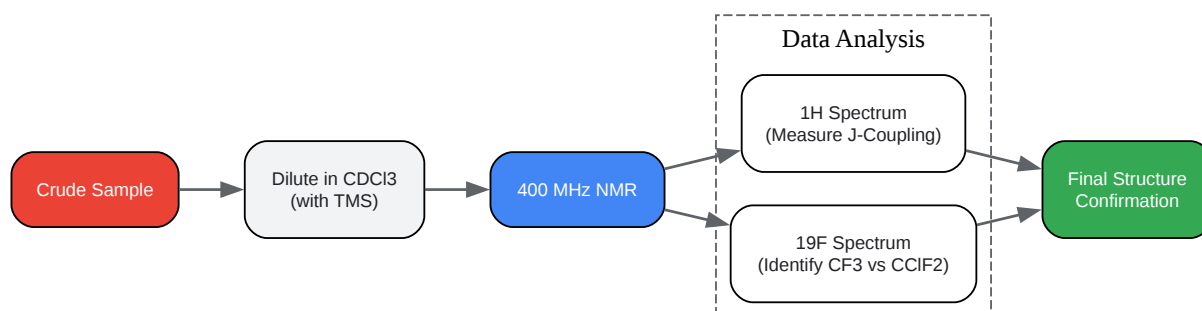 Data Analysis
Crude Sample
Dilute in CDCl3
(with TMS)
400 MHz NMR
1H Spectrum
(Measure J-Coupling)
19F Spectrum
(Identify CF3 vs CClF2)
Final Structure
Confirmation